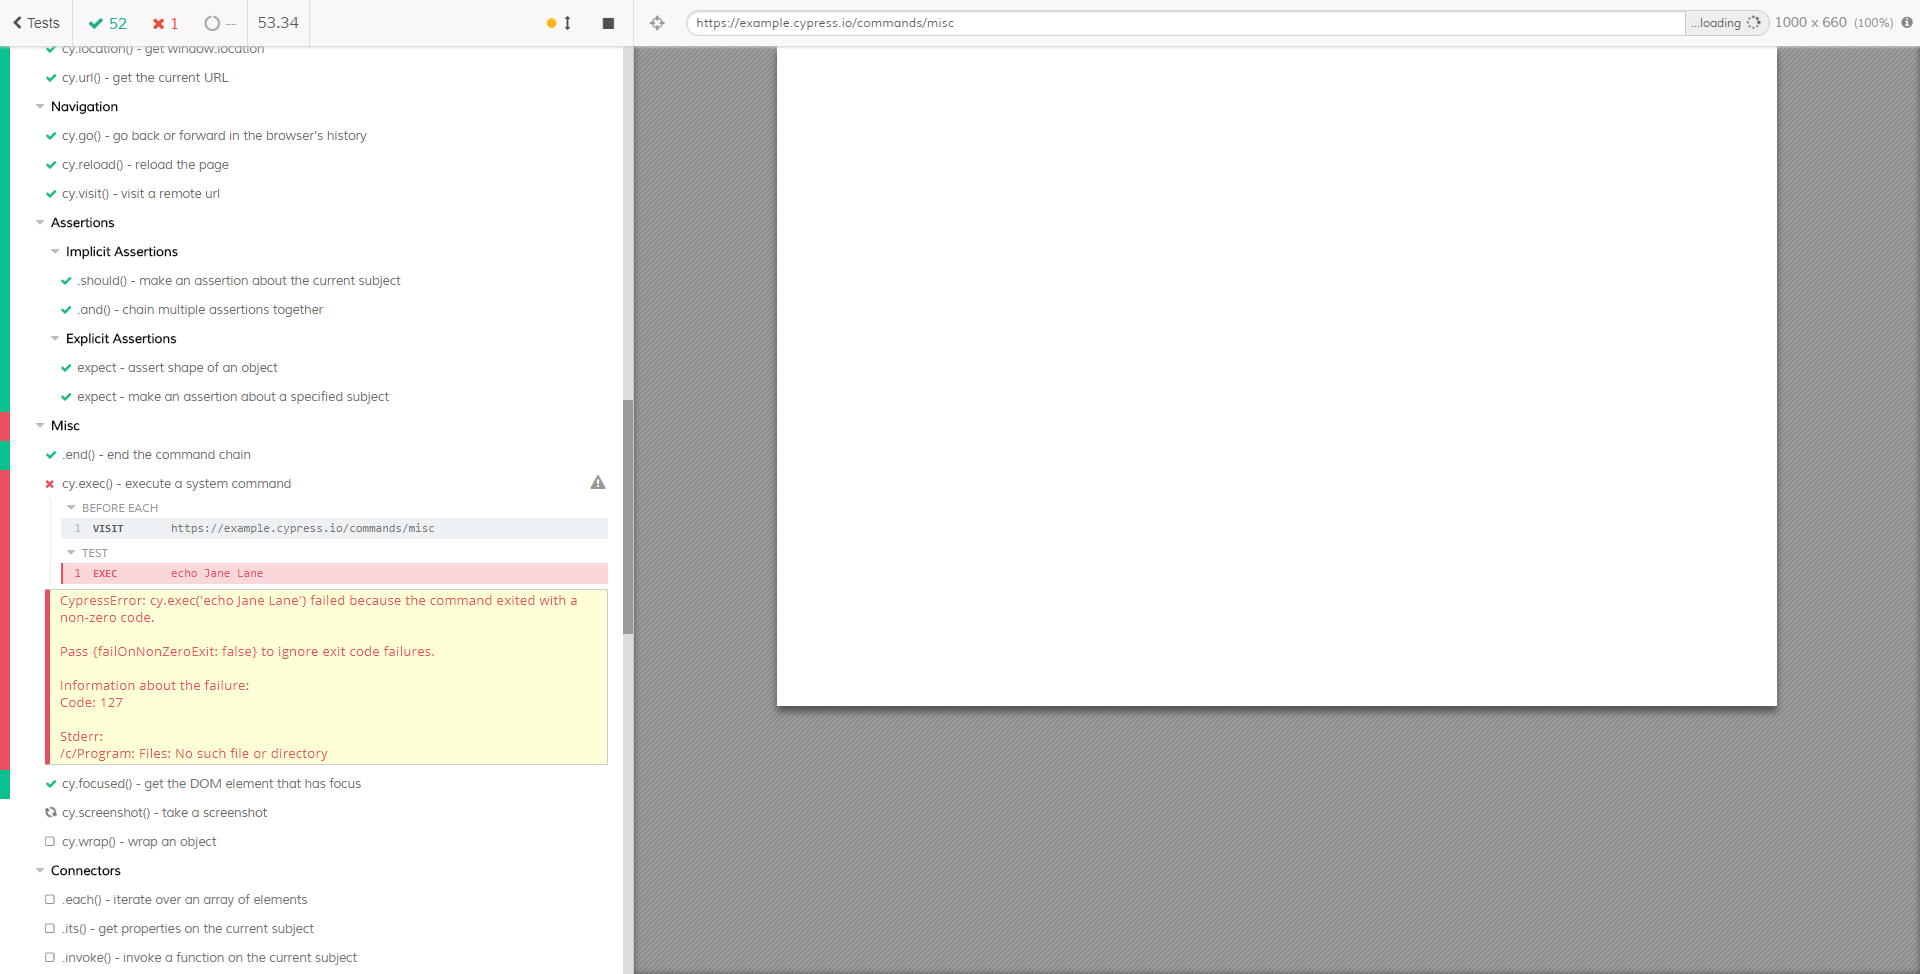 Tests 52 1 -- 53.34
https://example.cypress.io/commands/misc ...loading 1000 x 660 (100%)
cy.location() - get window.location
cy.url() - get the current URL
Navigation
cy.go() - go back or forward in the browser's history
cy.reload() - reload the page
cy.visit() - visit a remote url
Assertions
Implicit Assertions
.should() - make an assertion about the current subject
.and() - chain multiple assertions together
Explicit Assertions
expect - assert shape of an object
expect - make an assertion about a specified subject
Misc
.end() - end the command chain
cy.exec() - execute a system command
BEFORE EACH
1 VISIT https://example.cypress.io/commands/misc
TEST
1 EXEC echo Jane Lane
CypressError: cy.exec('echo Jane Lane') failed because the command exited with a
non-zero code.
Pass {failOnNonZeroExit: false} to ignore exit code failures.
Information about the failure:
Code: 127
Stderr:
/c/Program: Files: No such file or directory
cy.focused() - get the DOM element that has focus
cy.screenshot() - take a screenshot
cy.wrap() - wrap an object
Connectors
.each() - iterate over an array of elements
.its() - get properties on the current subject
.invoke() - invoke a function on the current subject